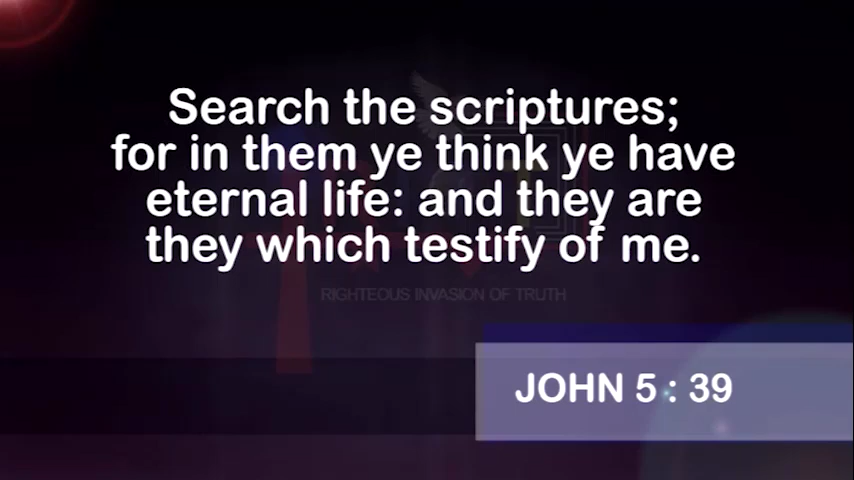 Search the scriptures;
for in them ye think ye have
eternal life: and they are
they which testify of me.
RIGHTEOUS INVASION OF TRUTH
JOHN 5 : 39